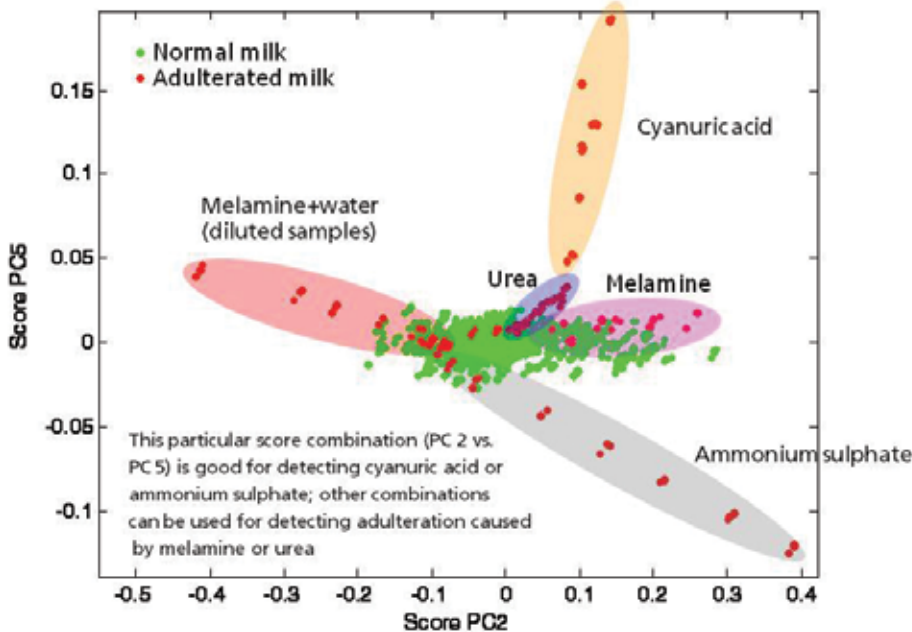 Normal milk
Adulterated milk
0.15
0.1
0.05
0
-0.05
-0.1
Score PC5
Cyanuric acid
Melamine+water
(diluted samples)
Urea
Melamine
Ammonium sulphate
This particular score combination (PC 2 vs.
PC 5) is good for detecting cyanuric acid or
ammonium sulphate; other combinations
can be used for detecting adulteration caused
by melamine or urea
-0.5 -0.4 -0.3 -0.2 -0.1 0 0.1 0.2 0.3 0.4
Score PC2